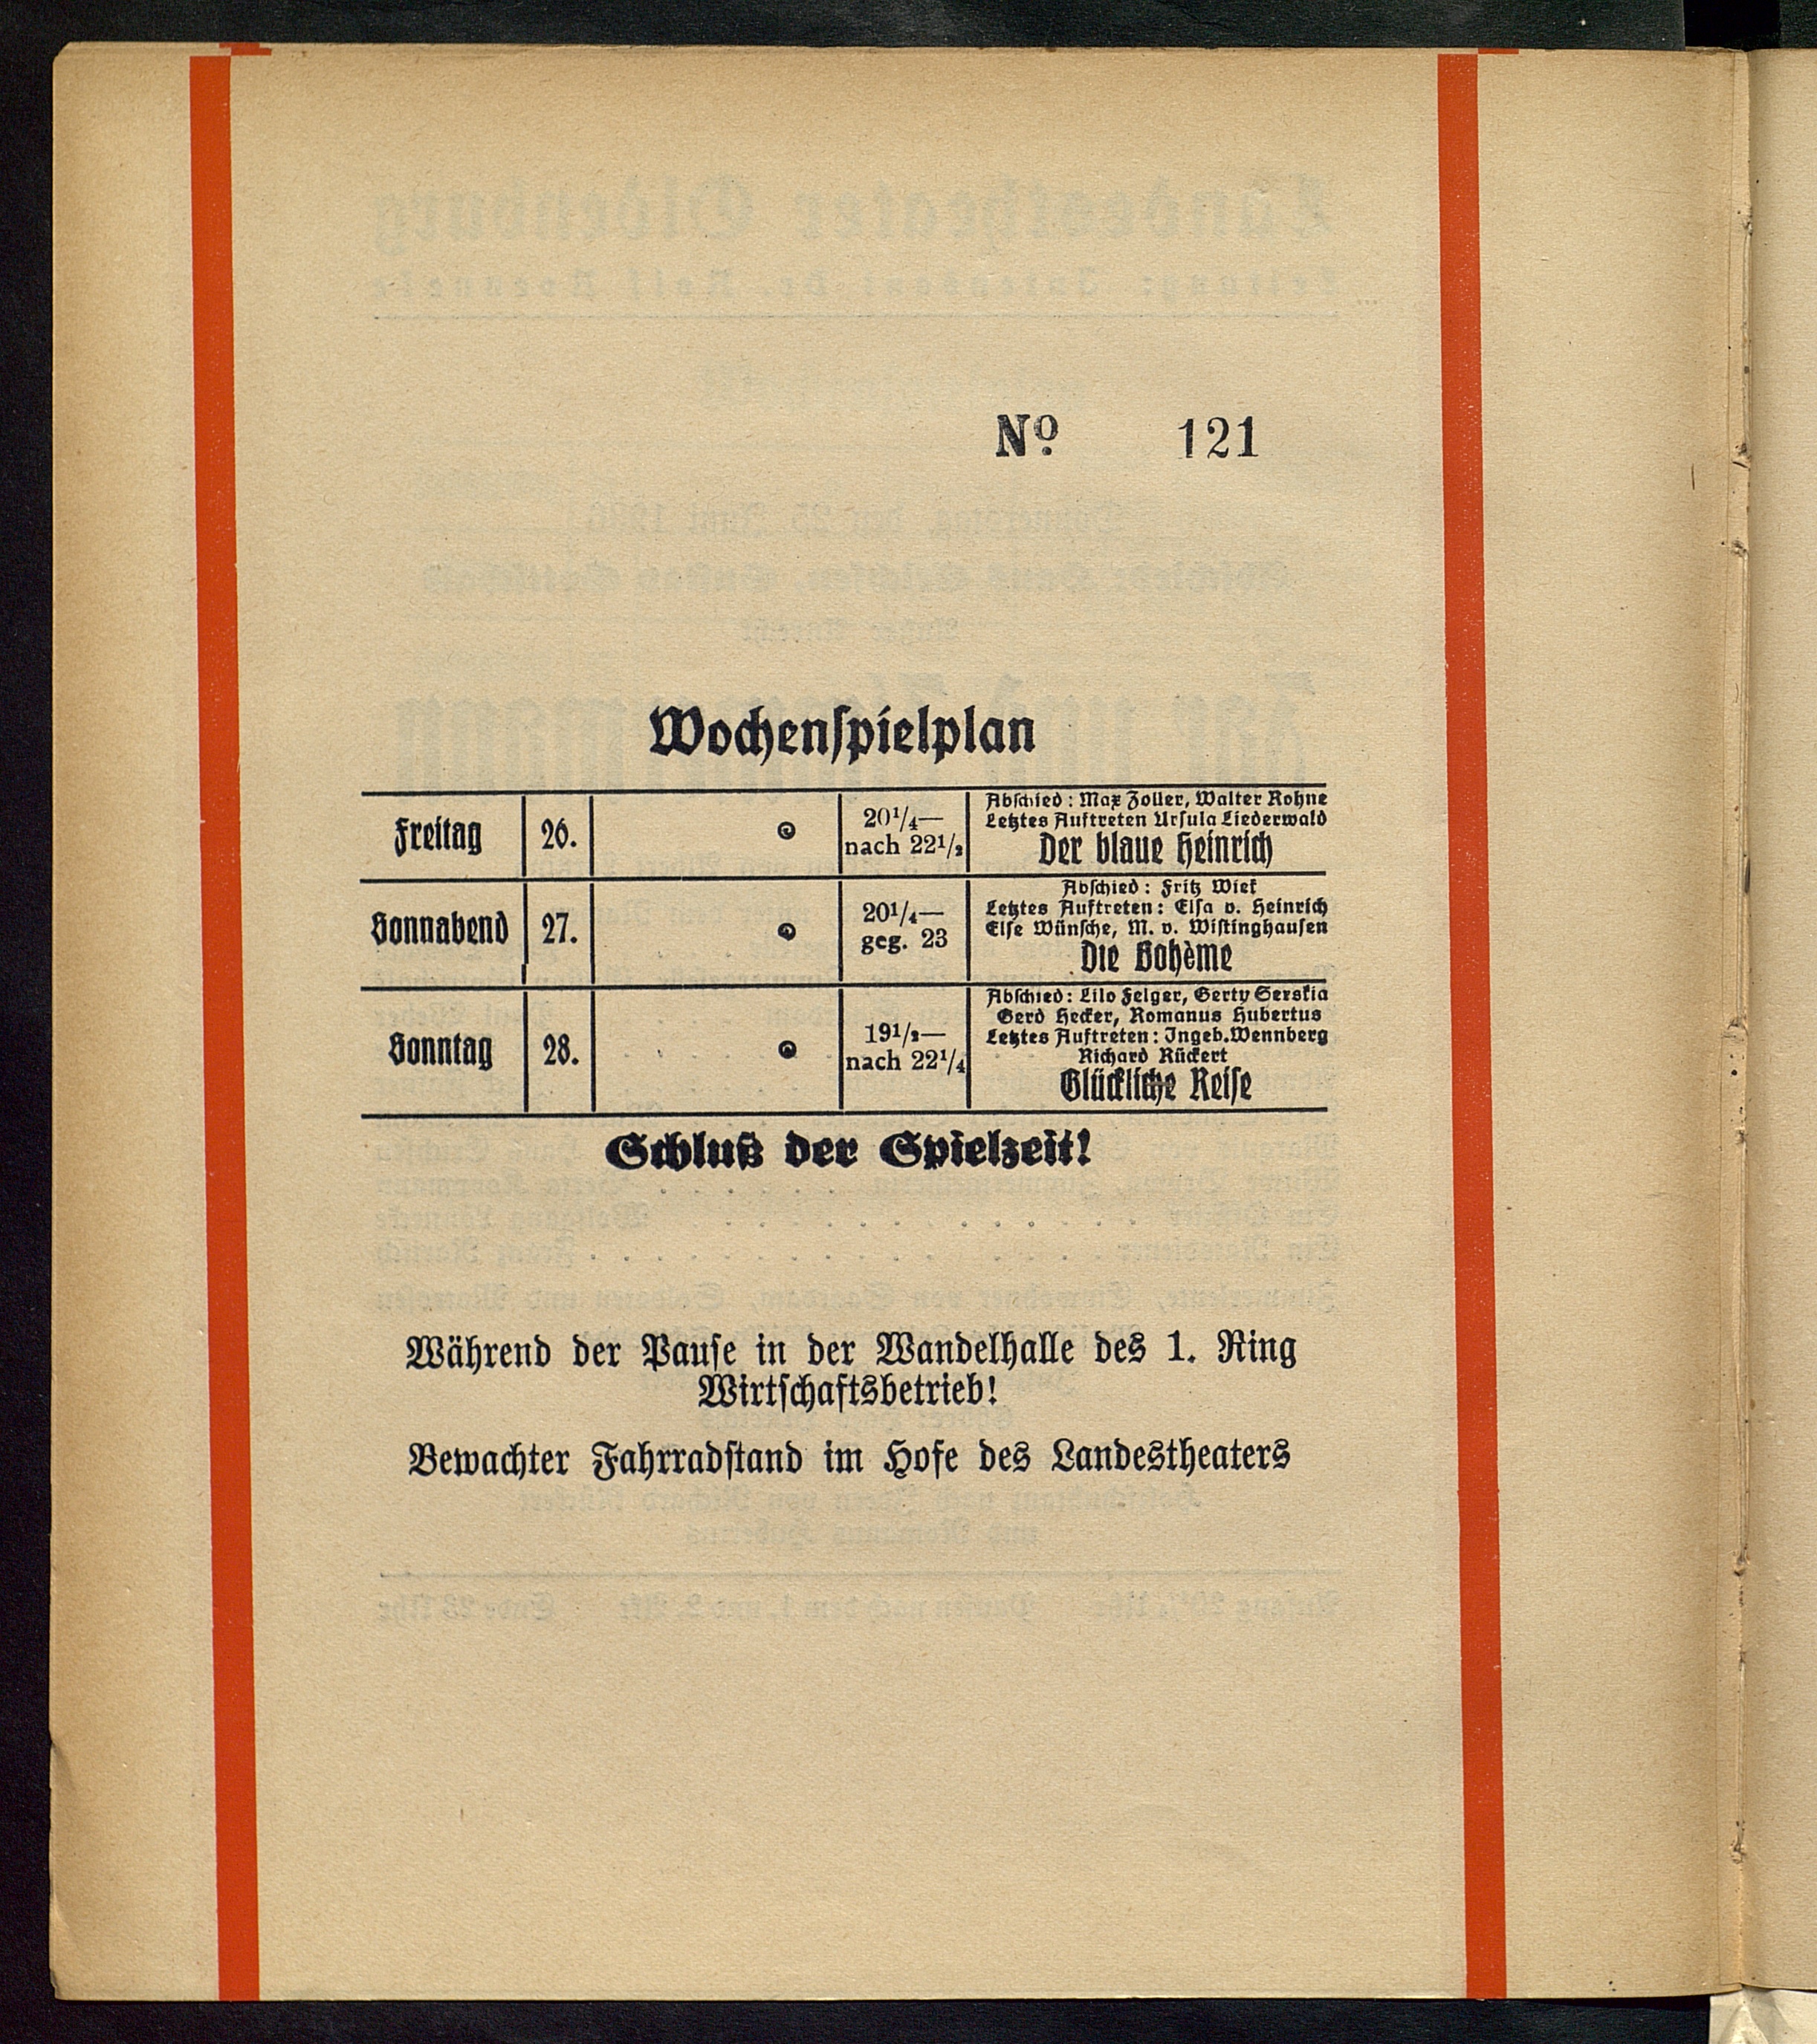 Nº 121
Wochenspielplan
Freitag 26. 20¼— nach 22½
Abschied: Max Zoller, Walter Rohne
Letztes Auftreten Ursula Liederwald
Der blaue Heinrich
Sonnabend 27. 20¼— geg. 23
Abschied: Fritz Wiek
Letztes Auftreten: Elsa v. Heinrich
Else Wünsche, M. v. Wistinghausen
Die Bohème
Sonntag 28. 19½— nach 22¼
Abschied: Lilo Felger, Gerty Serskia
Gerd Hecker, Romanus Hubertus
Letztes Auftreten: Ingeb. Wennberg
Richard Rückert
Glückliche Reise
Schluß der Spielzeit!
Während der Pause in der Wandelhalle des 1. Ring
Wirtschaftsbetrieb!
Bewachter Fahrradstand im Hofe des Landestheaters